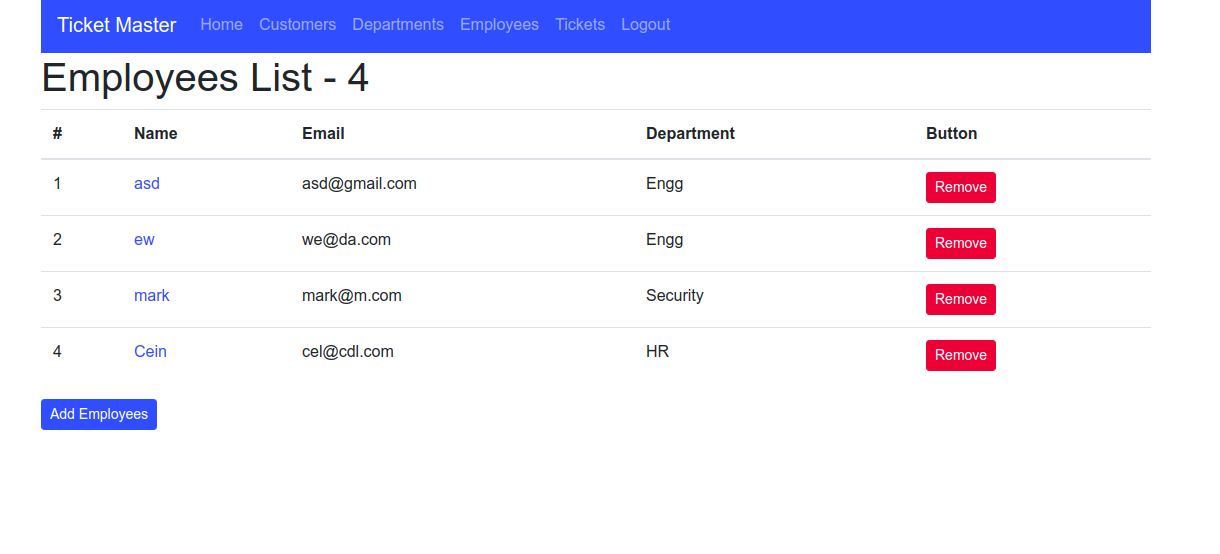 Ticket Master Home Customers Departments Employees Tickets Logout
Employees List - 4
# Name Email Department Button
1 asd asd@gmail.com Engg Remove
2 ew we@da.com Engg Remove
3 mark mark@m.com Security Remove
4 Cein cel@cdl.com HR Remove
Add Employees